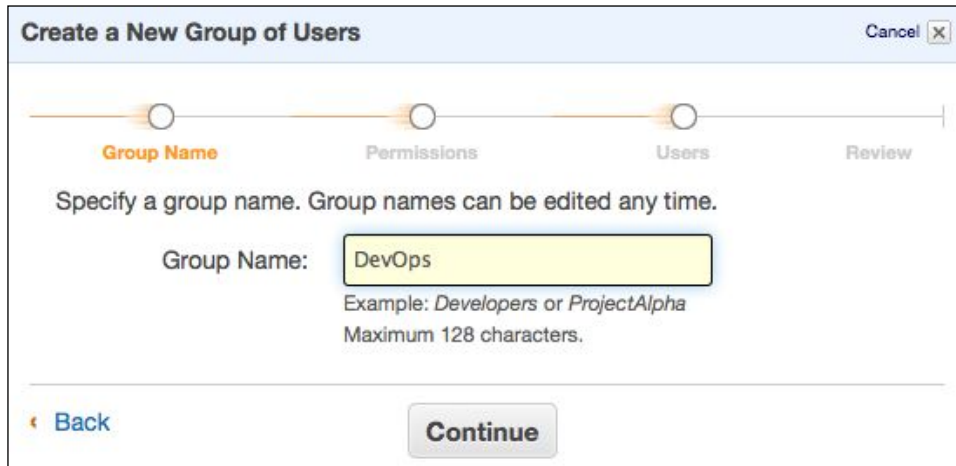 Create a New Group of Users Cancel
Group Name Permissions Users Review
Specify a group name. Group names can be edited any time.
Group Name: DevOps
Example: Developers or ProjectAlpha
Maximum 128 characters.
Back Continue